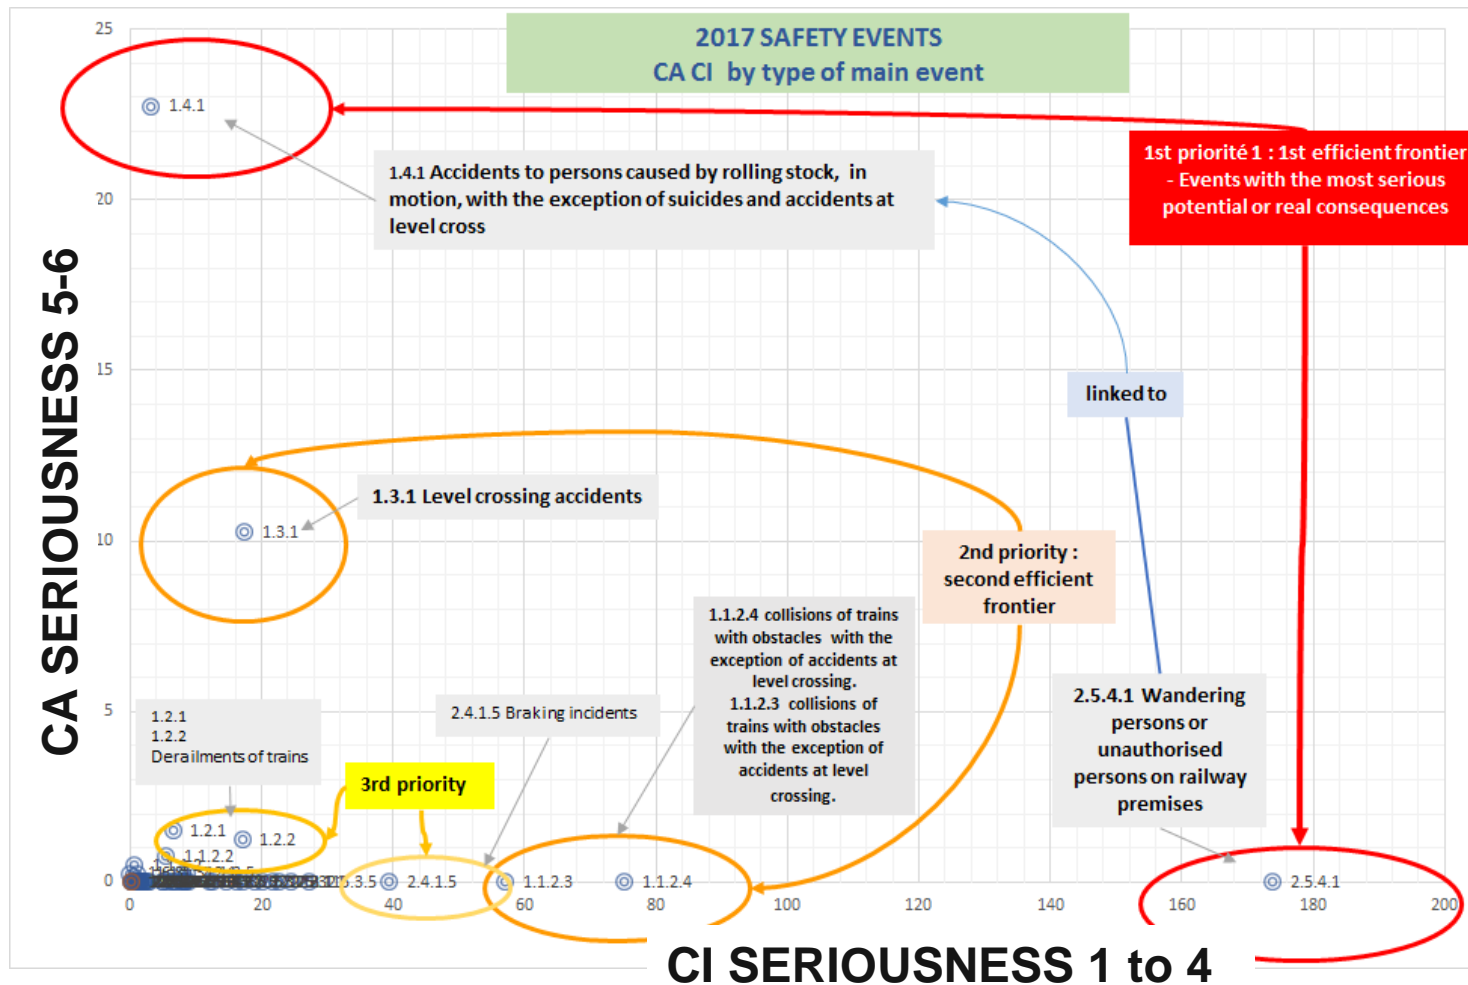 2017 SAFETY EVENTS
CA CI by type of main event
25
20
15
10
5
0
CA SERIOUSNESS 5-6
1.4.1
1.4.1 Accidents to persons caused by rolling stock, in
motion, with the exception of suicides and accidents at
level cross
1st priorité 1 : 1st efficient frontier
- Events with the most serious
potential or real consequences
linked to
1.3.1 Level crossing accidents
1.3.1
2nd priority :
second efficient
frontier
1.1.2.4 collisions of trains
with obstacles with the
exception of accidents at
level crossing.
1.1.2.3 collisions of
trains with obstacles
with the exception of
accidents at level
crossing.
2.5.4.1 Wandering
persons or
unauthorised
persons on railway
premises
2.4.1.5 Braking incidents
1.2.1
1.2.2
Derailments of trains
3rd priority
1.2.1
1.2.2
1.1.2.2
2.4.1.5
1.1.2.3
1.1.2.4
2.5.4.1
0 20 40 60 80 100 120 140 160 180 200
CI SERIOUSNESS 1 to 4